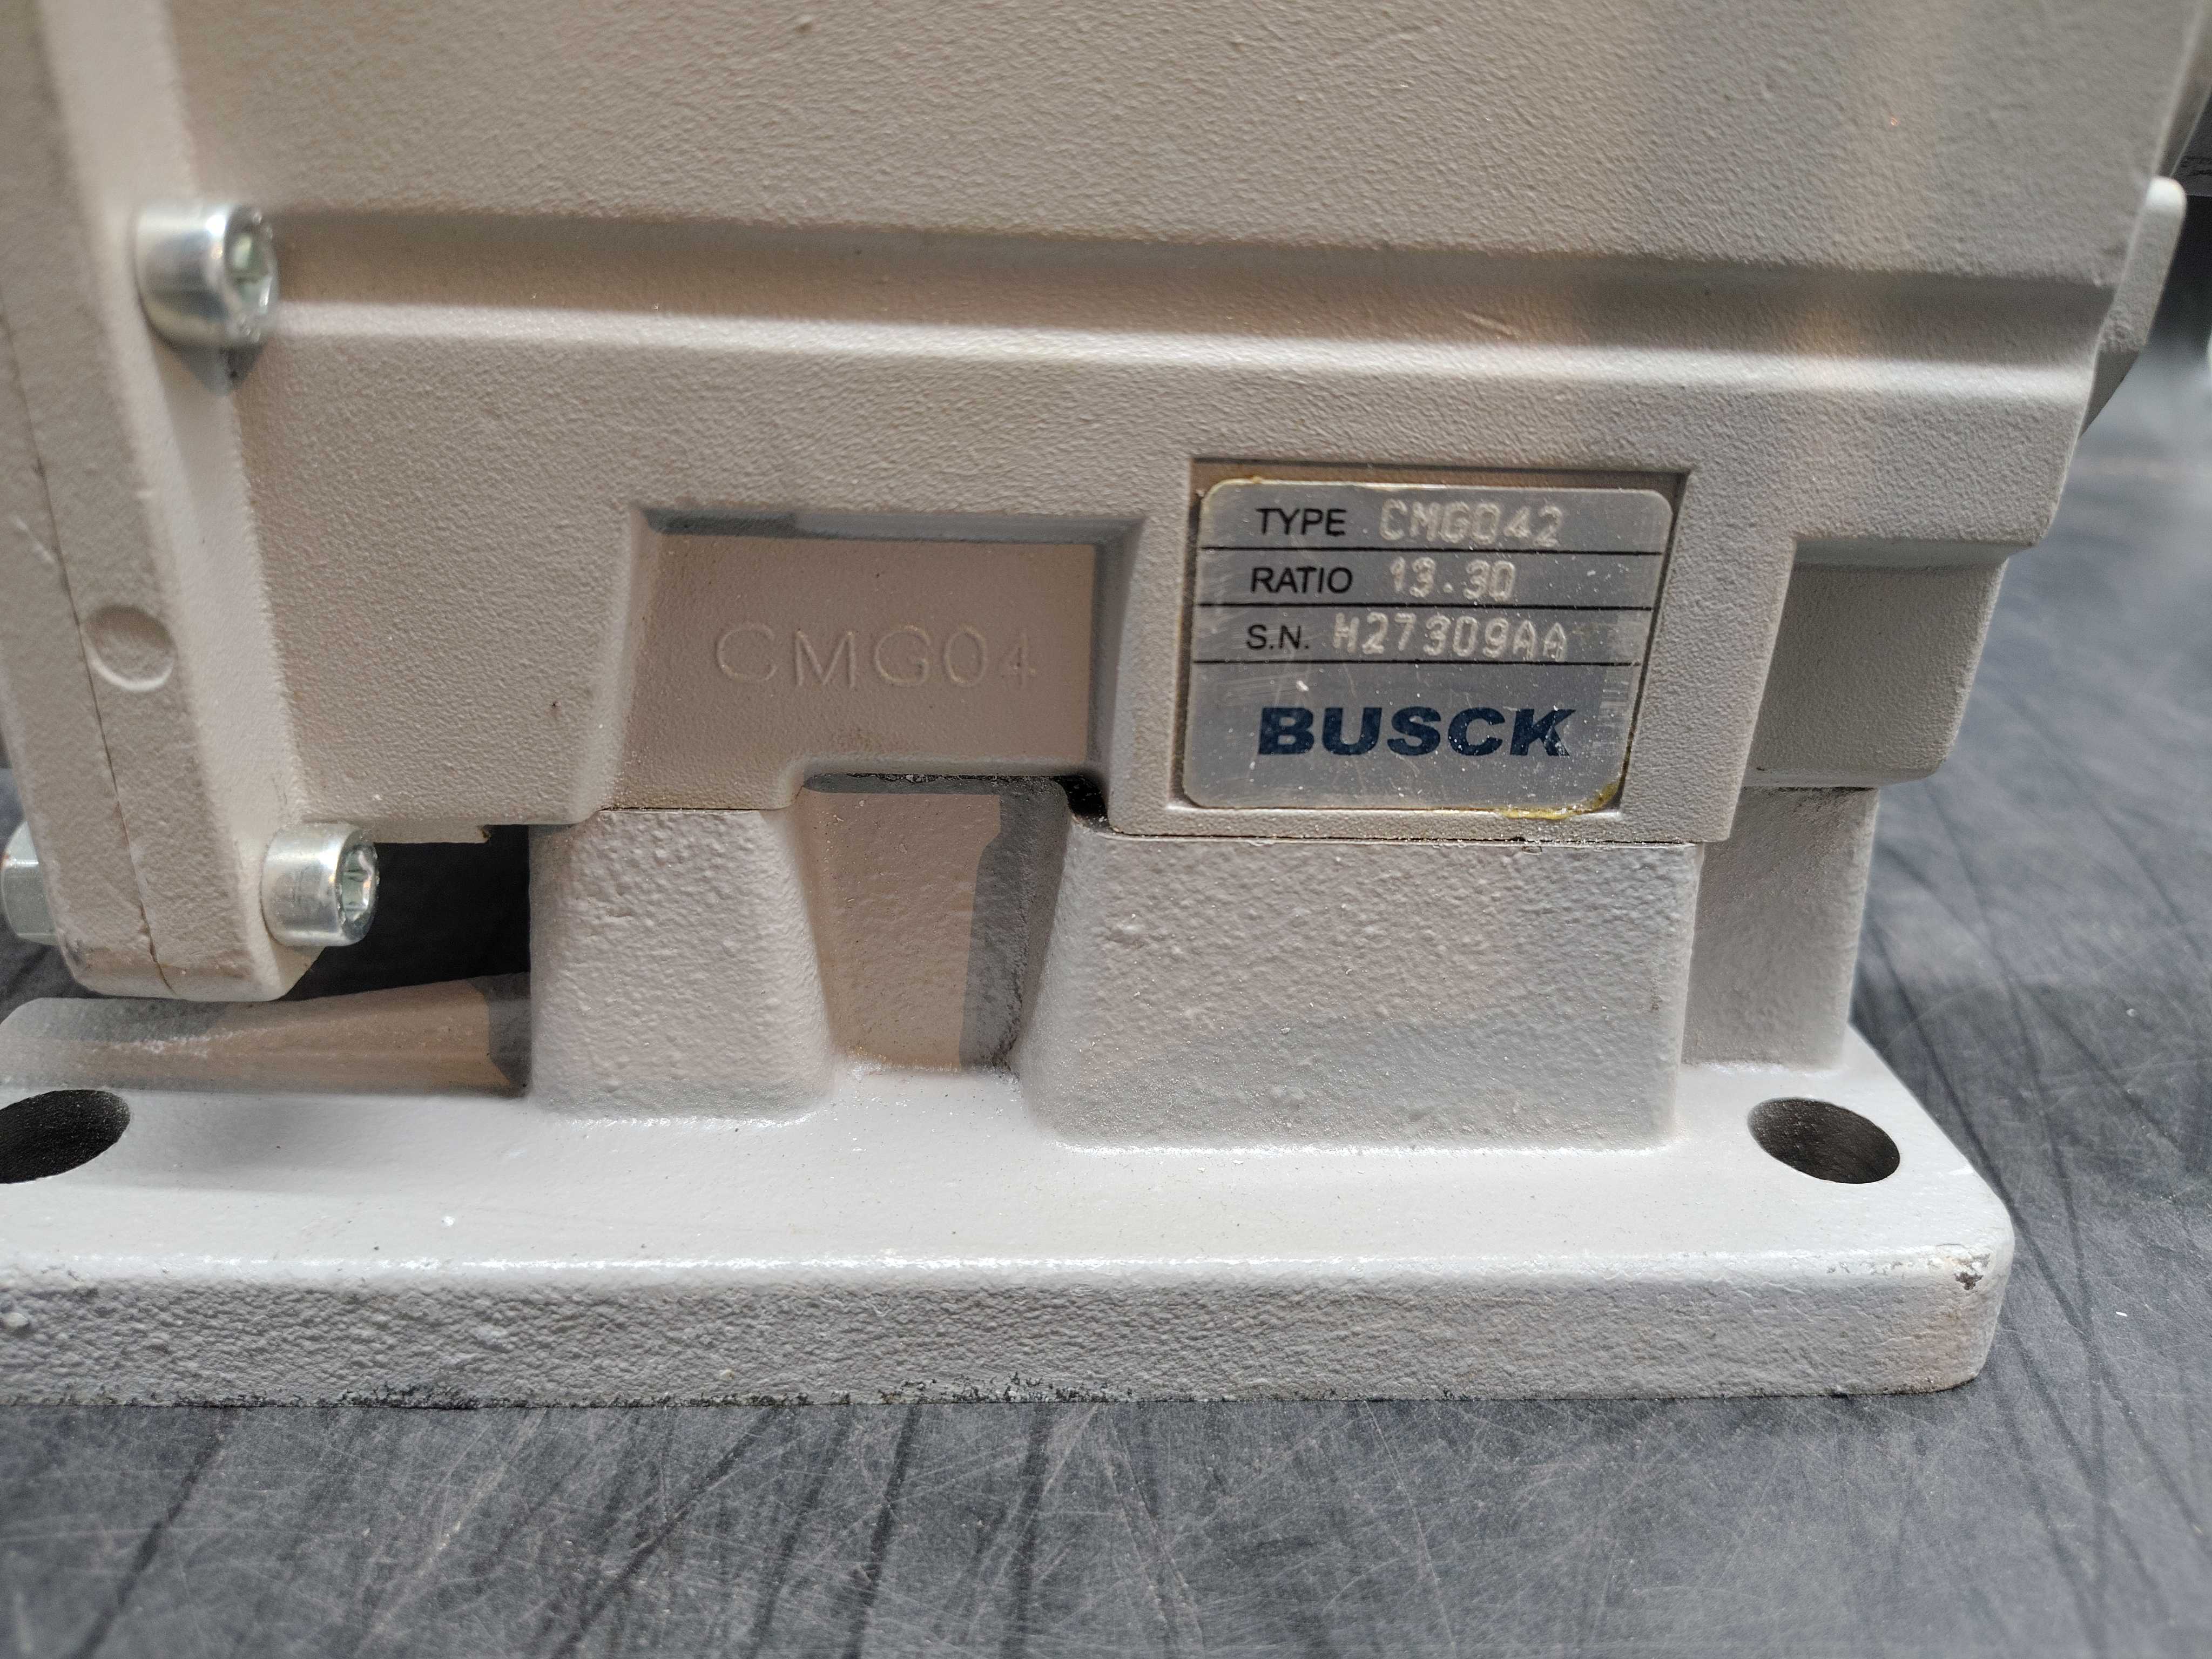 CMG04
TYPE CMG042
RATIO 13.30
S.N. H27309AA
BUSCK